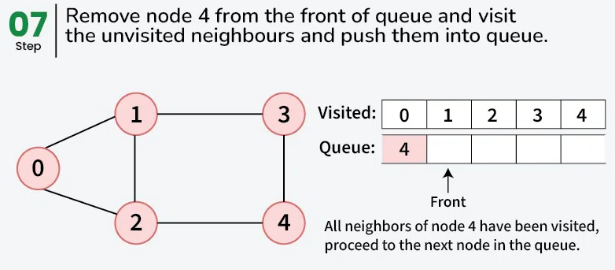 07
Step
Remove node 4 from the front of queue and visit
the unvisited neighbours and push them into queue.
1
3
0
2
4
Visited: 0 1 2 3 4
Queue: 4
Front
All neighbors of node 4 have been visited,
proceed to the next node in the queue.